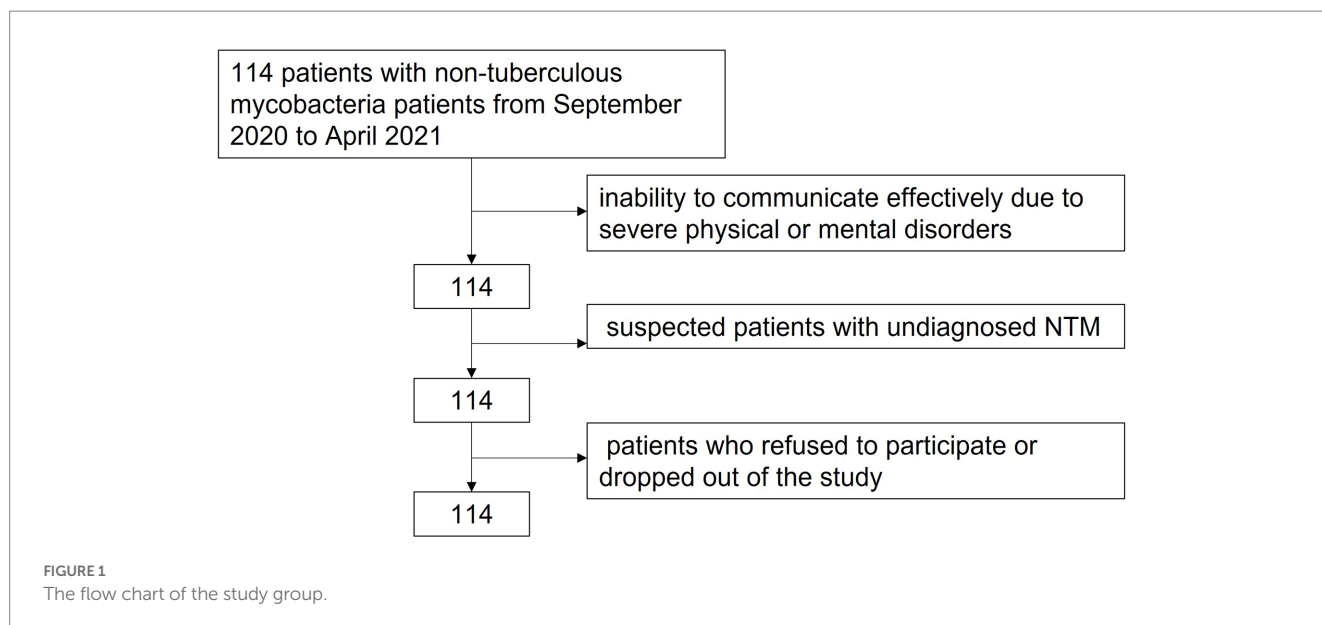 114 patients with non-tuberculous
mycobacteria patients from September
2020 to April 2021
inability to communicate effectively due to
severe physical or mental disorders
114
suspected patients with undiagnosed NTM
114
patients who refused to participate or
dropped out of the study
114
FIGURE 1
The flow chart of the study group.